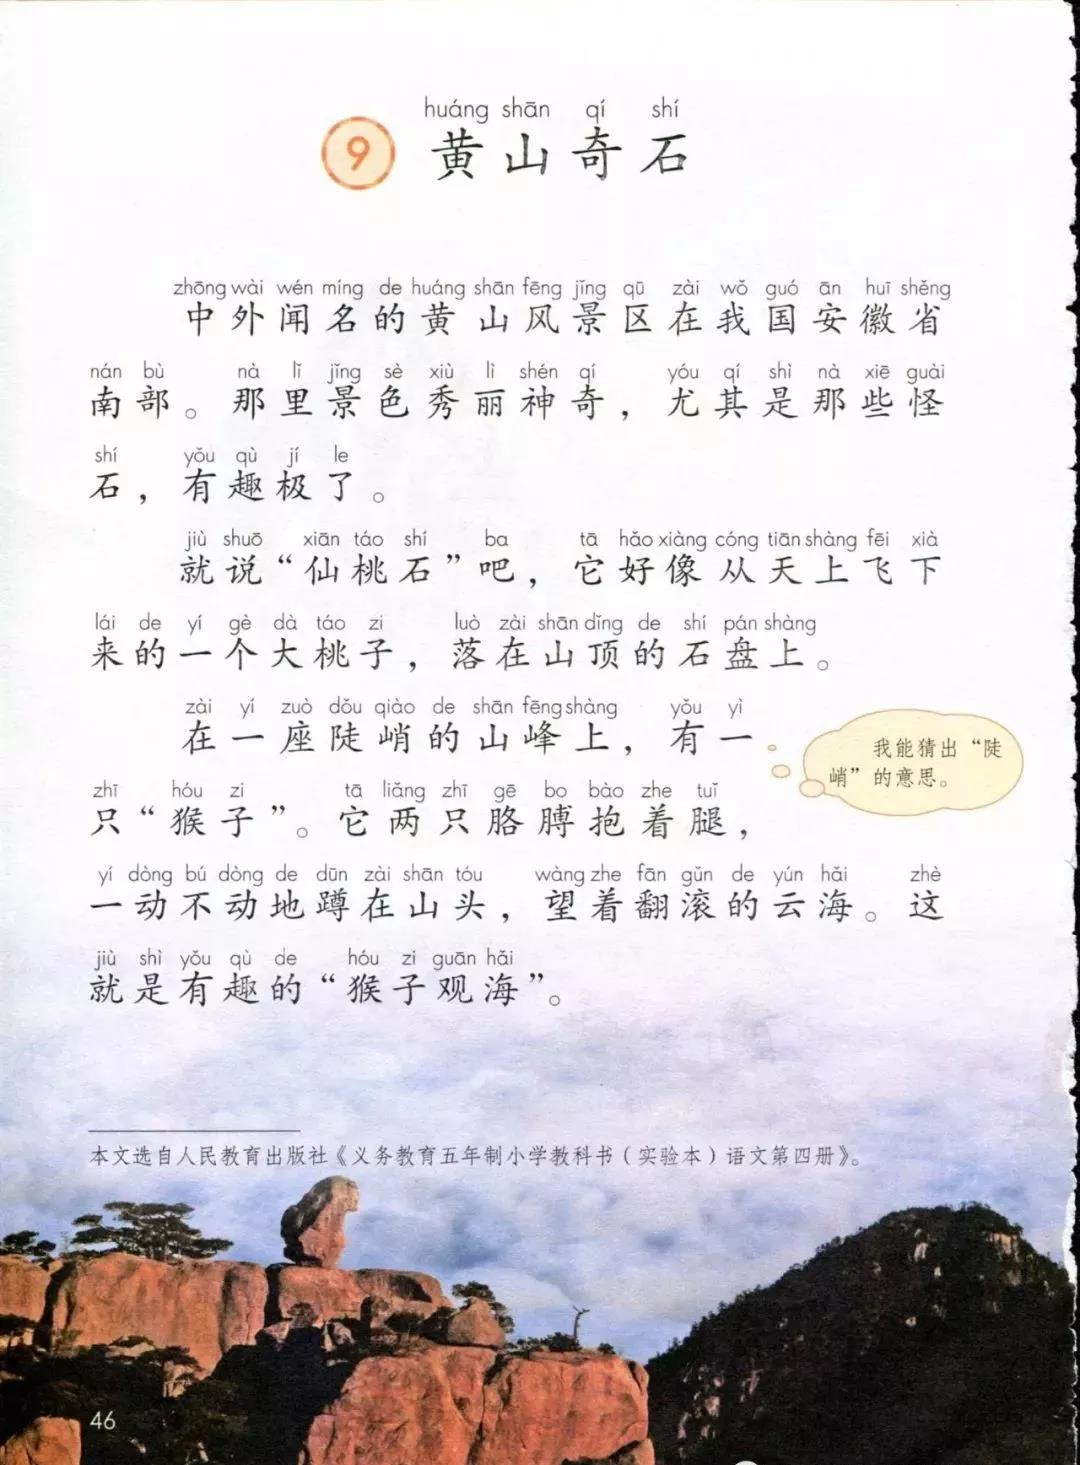 huáng shān qí shí
9 黄山奇石
zhōng wài wén míng de huáng shān fēng jǐng qū zài wǒ guó ān huī shěng
中外闻名的黄山风景区在我国安徽省
nán bù nà lǐ jǐng sè xiù lì shén qí yóu qí shì nà xiē guài
南部。那里景色秀丽神奇，尤其是那些怪
shí yǒu qù jí le
石，有趣极了。
jiù shuō xiān táo shí ba tā hǎo xiàng cóng tiān shàng fēi xià
就说“仙桃石”吧，它好像从天上飞下
lái de yí gè dà táo zi luò zài shān dǐng de shí pán shàng
来的一个大桃子，落在山顶的石盘上。
zài yí zuò dǒu qiào de shān fēng shàng yǒu yì
在一座陡峭的山峰上，有一
我能猜出“陡
峭”的意思。
zhī hóu zi tā liǎng zhī gē bo bào zhe tuǐ
只“猴子”。它两只胳膊抱着腿，
yí dòng bú dòng de dūn zài shān tóu wàng zhe fān gǔn de yún hǎi zhè
一动不动地蹲在山头，望着翻滚的云海。这
jiù shì yǒu qù de hóu zi guān hǎi
就是有趣的“猴子观海”。
本文选自人民教育出版社《义务教育五年制小学教科书（实验本）语文第四册》。
46